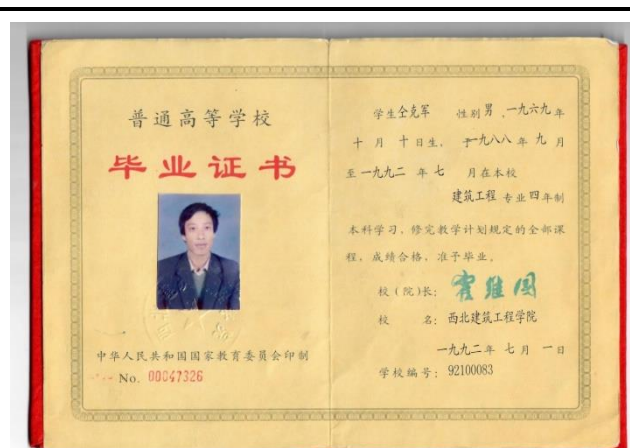 普通高等学校
毕业证书
中华人民共和国国家教育委员会印制
No. 00047326
学生仝克军 性别男，一九六九年
十月十日生，于一九八八年九月
至一九九二年七月在本校
建筑工程专业四年制
本科学习，修完教学计划规定的全部课
程，成绩合格，准予毕业。
校（院）长：霍维国
校名：西北建筑工程学院
一九九二年七月一日
学校编号：92100083